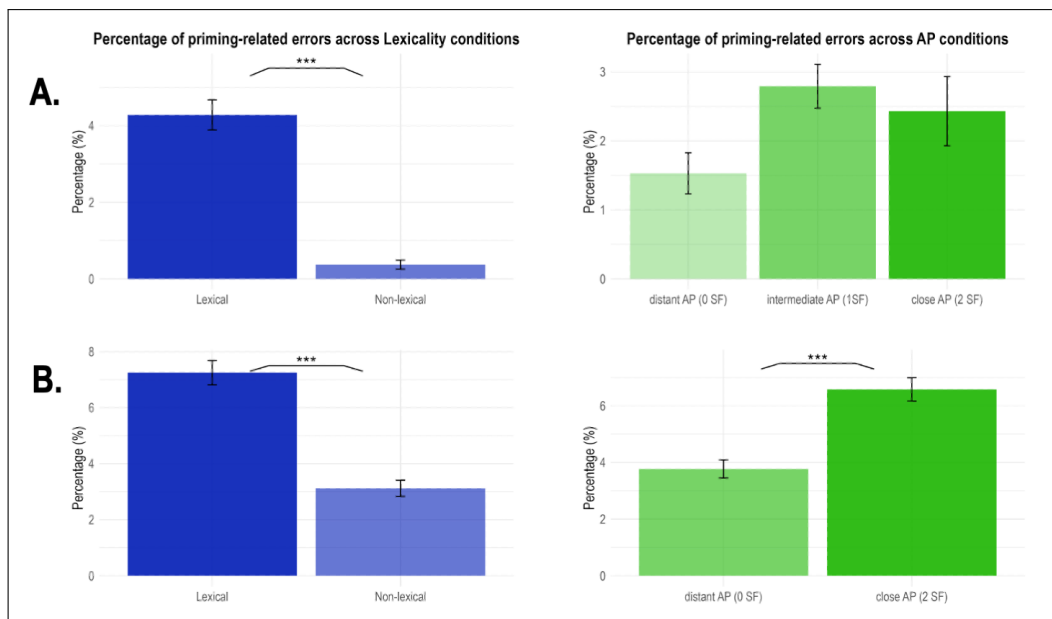 Percentage of priming-related errors across Lexicality conditions
Percentage of priming-related errors across AP conditions
A.
***
Percentage (%)
4
2
0
Lexical
Non-lexical
Percentage (%)
3
2
1
0
distant AP (0 SF)
intermediate AP (1SF)
close AP (2 SF)
B.
***
Percentage (%)
8
6
4
2
0
Lexical
Non-lexical
***
Percentage (%)
6
4
2
0
distant AP (0 SF)
close AP (2 SF)